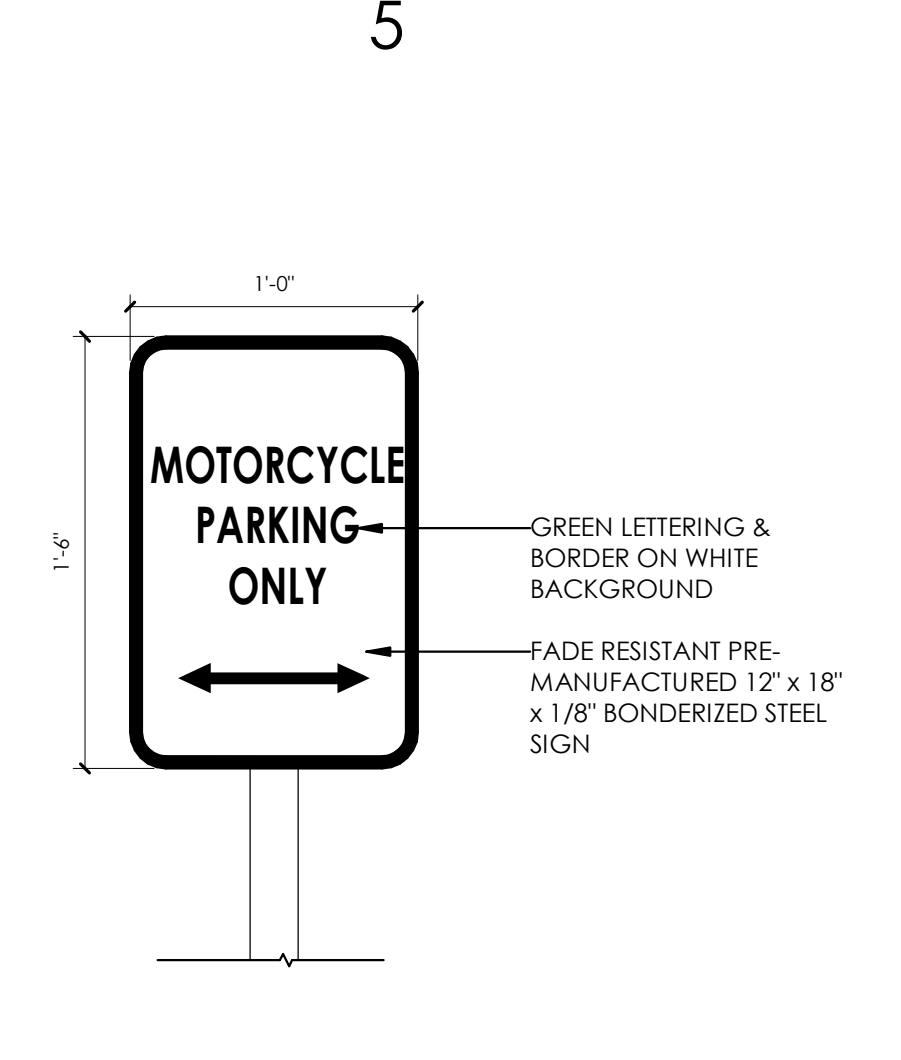 5
1'-0"
1'-6"
MOTORCYCLE
PARKING
ONLY
GREEN LETTERING &
BORDER ON WHITE
BACKGROUND
FADE RESISTANT PRE-
MANUFACTURED 12" x 18"
x 1/8" BONDERIZED STEEL
SIGN